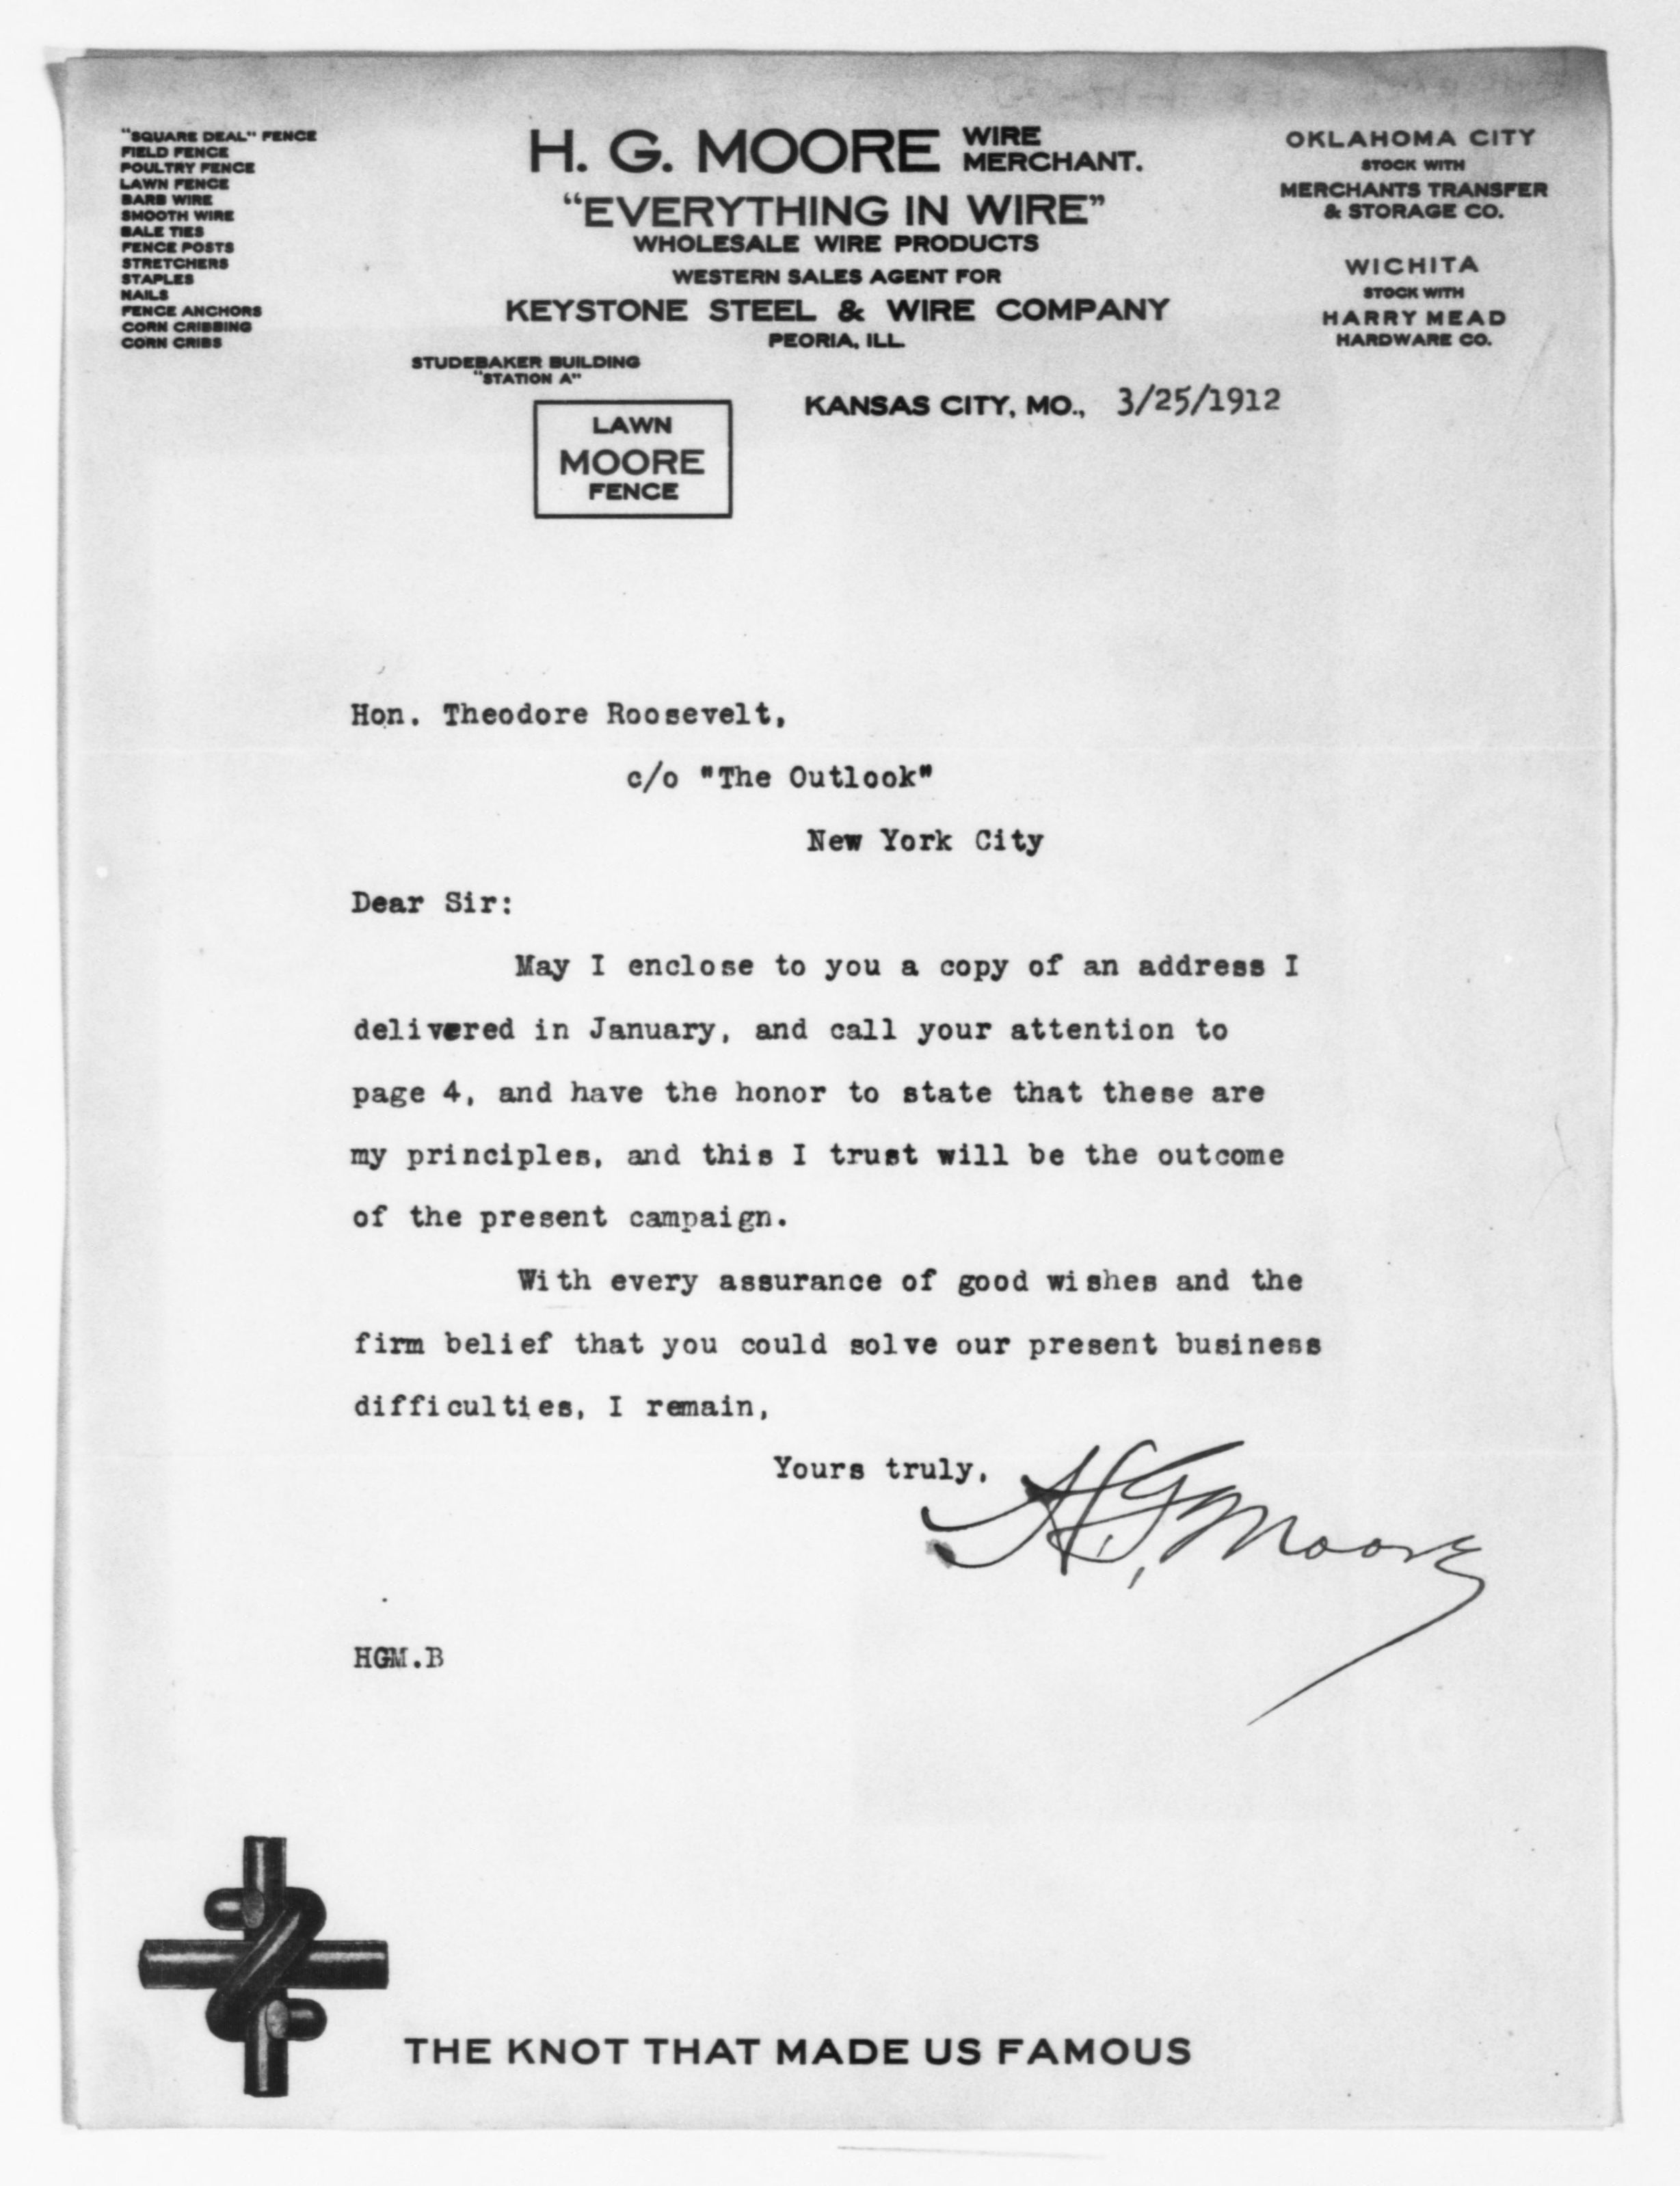 "SQUARE DEAL" FENCE
FIELD FENCE
POULTRY FENCE
LAWN FENCE
BARB WIRE
SMOOTH WIRE
BALE TIES
FENCE POSTS
STRETCHERS
STAPLES
NAILS
FENCE ANCHORS
CORN CRIBBING
CORN CRIBS
H. G. MOORE WIRE MERCHANT.
"EVERYTHING IN WIRE"
WHOLESALE WIRE PRODUCTS
WESTERN SALES AGENT FOR
KEYSTONE STEEL & WIRE COMPANY
PEORIA, ILL.
OKLAHOMA CITY
STOCK WITH
MERCHANTS TRANSFER
& STORAGE CO.
WICHITA
STOCK WITH
HARRY MEAD
HARDWARE CO.
STUDEBAKER BUILDING
"STATION A"
KANSAS CITY, MO., 3/25/1912
LAWN
MOORE
FENCE
Hon. Theodore Roosevelt,
c/o "The Outlook"
New York City
Dear Sir:
May I enclose to you a copy of an address I
delivered in January, and call your attention to
page 4, and have the honor to state that these are
my principles, and this I trust will be the outcome
of the present campaign.
With every assurance of good wishes and the
firm belief that you could solve our present business
difficulties, I remain,
Yours truly,
H.G. Moore
HGM.B
THE KNOT THAT MADE US FAMOUS